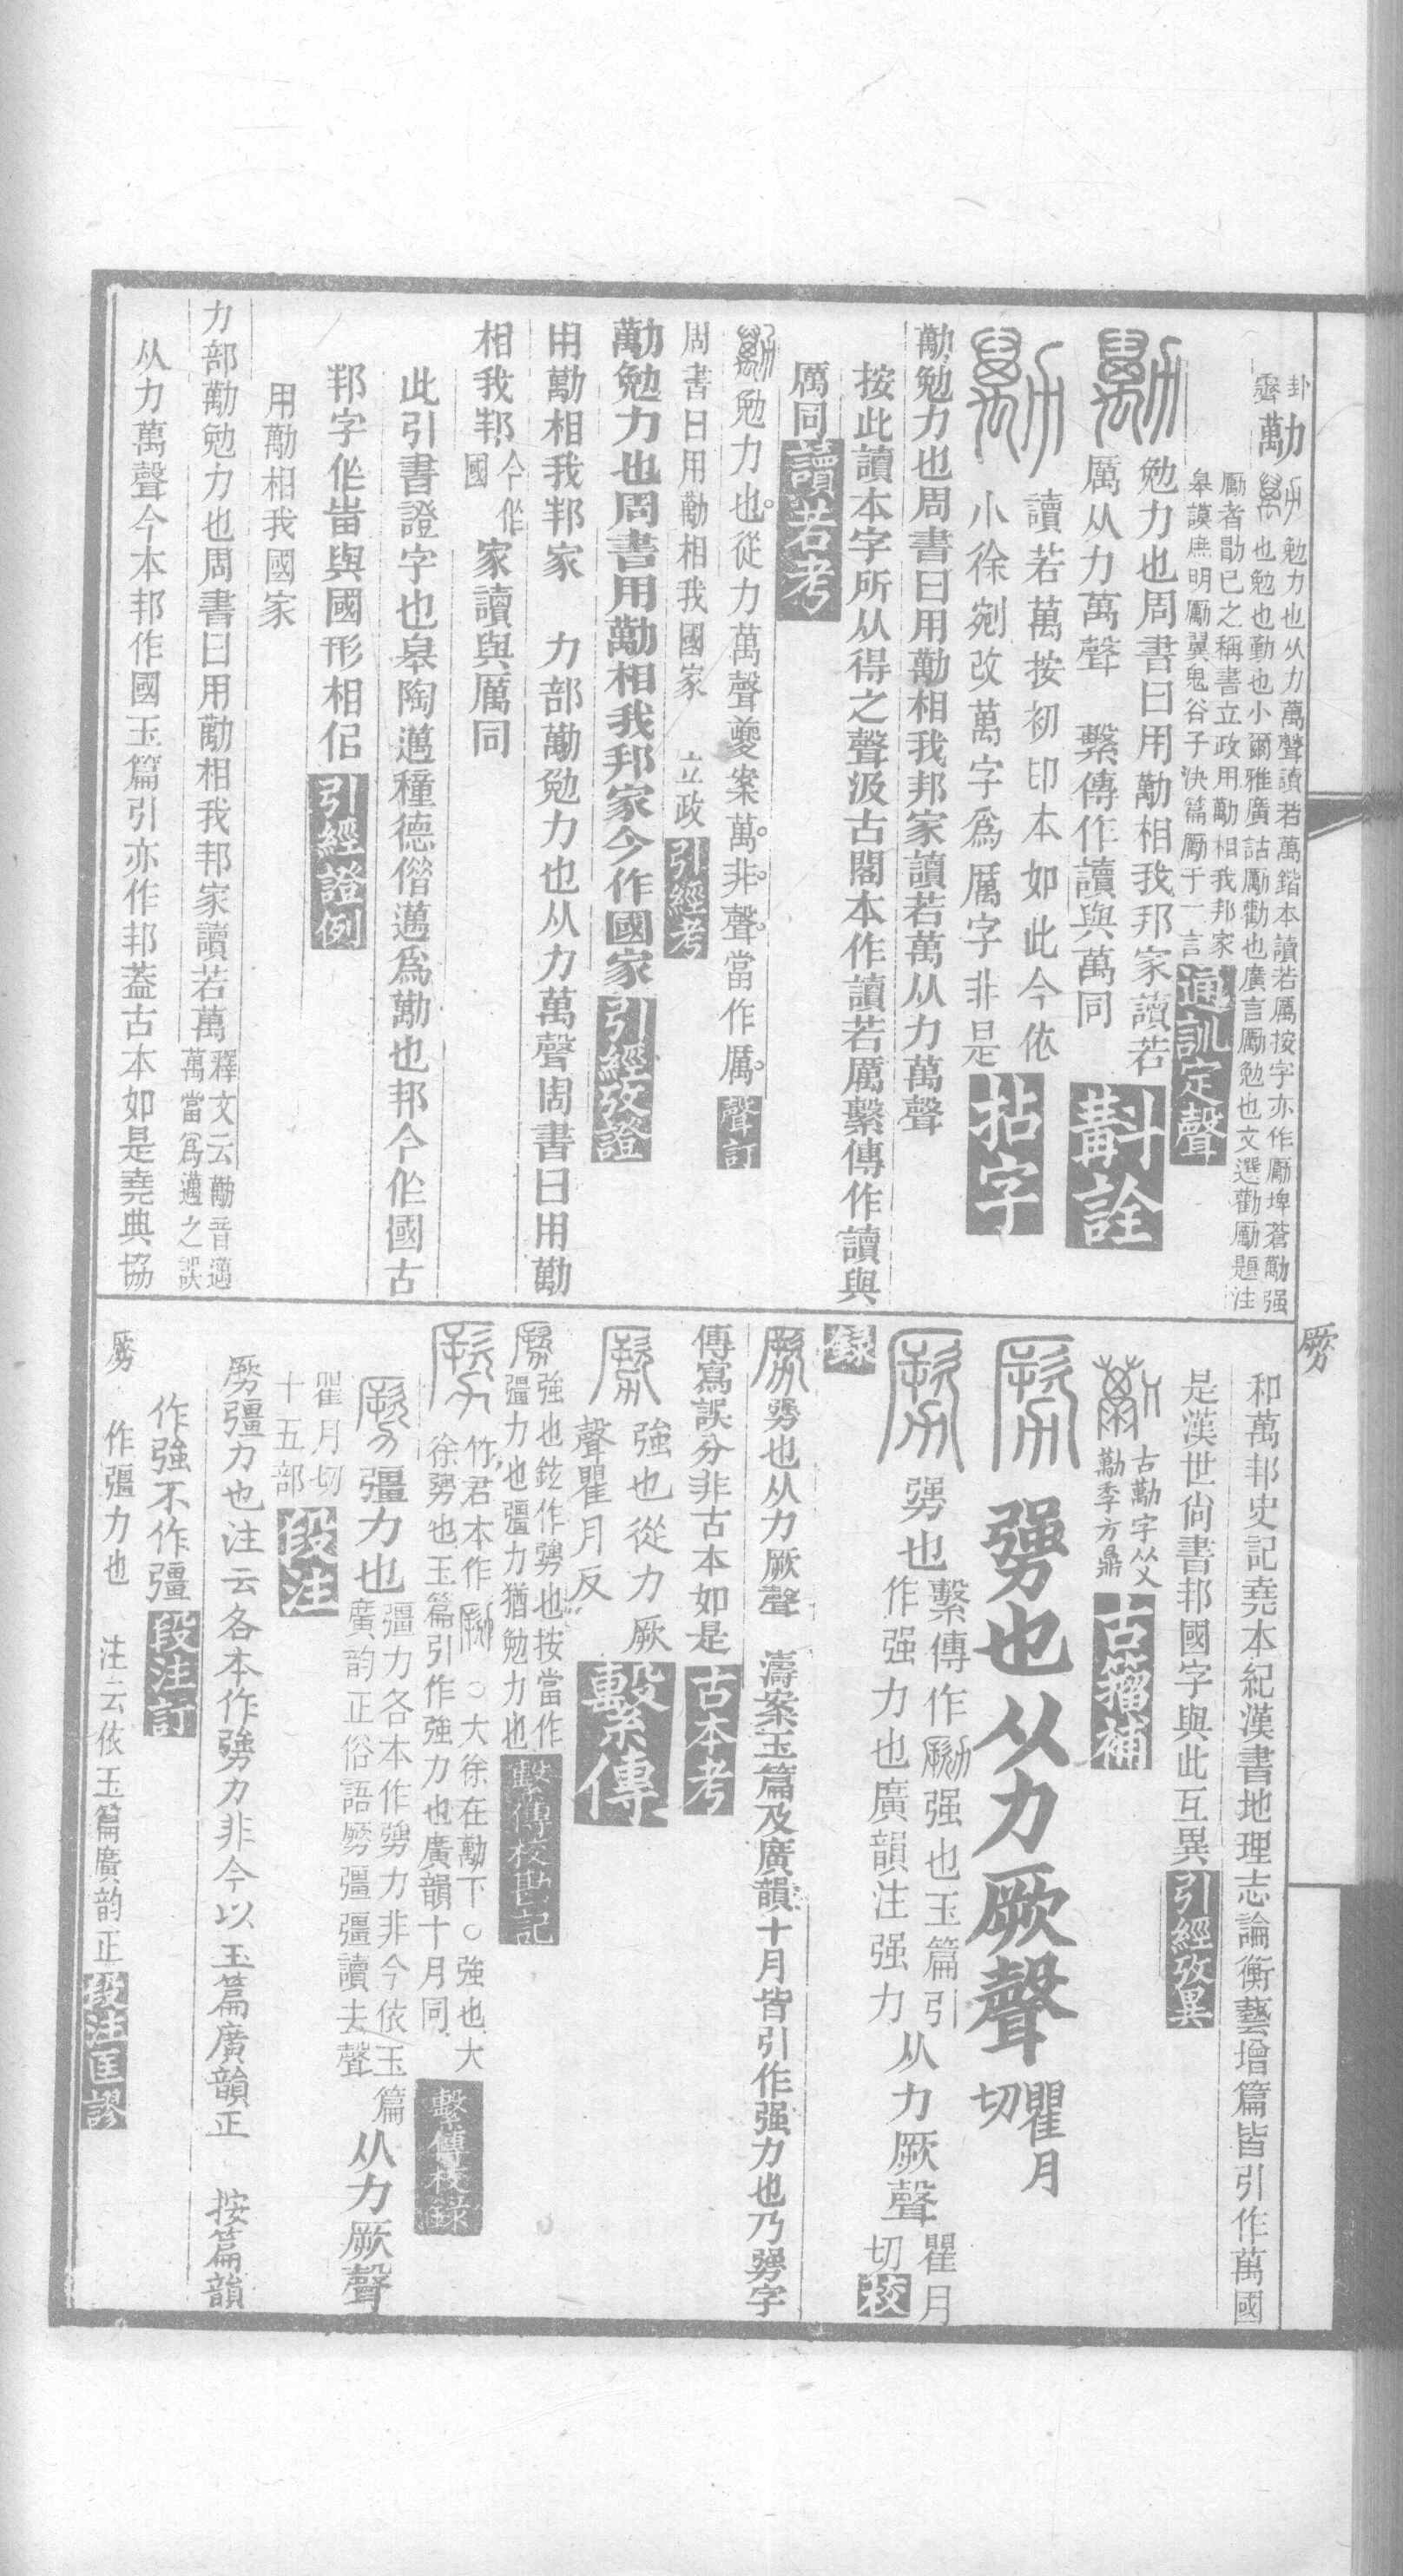 卦
霽
勱
勉力也从力萬聲讀若萬鍇本讀若厲按字亦作勵埤蒼勱强
也勉也勤也小爾雅廣詁勵勸也廣言勵勉也文選勸勵題注
勵者勖己之稱書立政用勱相我邦家
皋謨庶明勵翼鬼谷子決篇勵于一言
通訓定聲
勉力也周書曰用勱相我邦家讀若
厲从力萬聲 繫傳作讀與萬同
斠詮
讀若萬按初印本如此今依
小徐剜改萬字爲厲字非是
拈字
勱勉力也周書曰用勱相我邦家讀若萬从力萬聲
按此讀本字所从得之聲汲古閣本作讀若厲繫傳作讀與
厲同
讀若考
勉力也從力萬聲夔案萬非聲當作厲
聲訂
周書曰用勱相我國家 立政
引經考
勱勉力也周書用勱相我邦家今作國家
引經攷證
用勱相我邦家 力部勱勉力也从力萬聲周書曰用勱
相我邦今作國家讀與厲同
此引書證字也皋陶邁種德偕邁爲勱也邦今作國古
邦字作𤰫與國形相侣
引經證例
用勱相我國家
力部勱勉力也周書曰用勱相我邦家讀若萬釋文云勱音邁萬當爲邁之誤
从力萬聲今本邦作國玉篇引亦作邦蓋古本如是堯典協
勶
和萬邦史記堯本紀漢書地理志論衡藝增篇皆引作萬國
是漢世尙書邦國字與此互異
引經攷異
古勱字从攵
勱季方鼎
古籀補
勥也从力厥聲瞿月切
勥也繫傳作劂强也玉篇引作强力也廣韻注强力从力厥聲瞿月切
校
録
勥也从力厥聲 濤案玉篇及廣韻十月皆引作强力也乃勥字
傳寫誤分非古本如是
古本考
强也從力厥
聲瞿月反
繫傳
強也鉉作勥也按當作
彊力也彊力猶勉力也
繫傳校勘記
竹君本作劂○大徐在勱下○強也大
徐勥也玉篇引作強力也廣韻十月同
繫傳校錄
彊力也彊力各本作勥力非今依玉篇
廣韵正俗語勶彊彊讀去聲
从力厥聲
瞿月切
十五部
段注
勶彊力也注云各本作勥力非今以玉篇廣韻正 按篇韻
作強不作彊
段注訂
勶 作彊力也 注云依玉篇廣韵正
段注匡謬